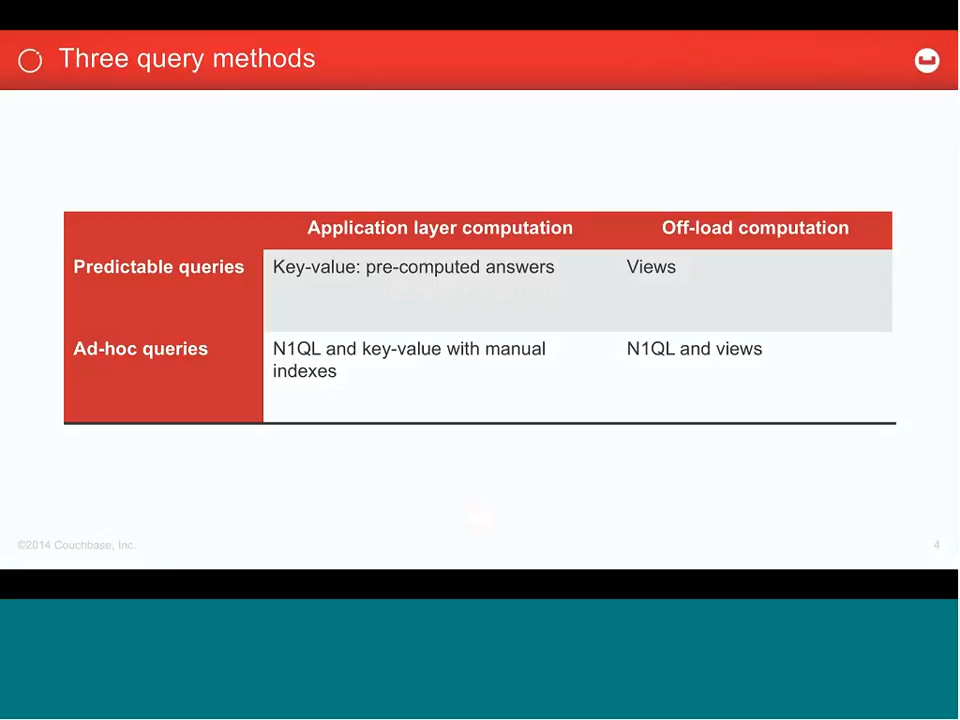 Three query methods
Application layer computation
Off-load computation
Predictable queries
Key-value: pre-computed answers
Views
Ad-hoc queries
N1QL and key-value with manual
indexes
N1QL and views
©2014 Couchbase, Inc.
4